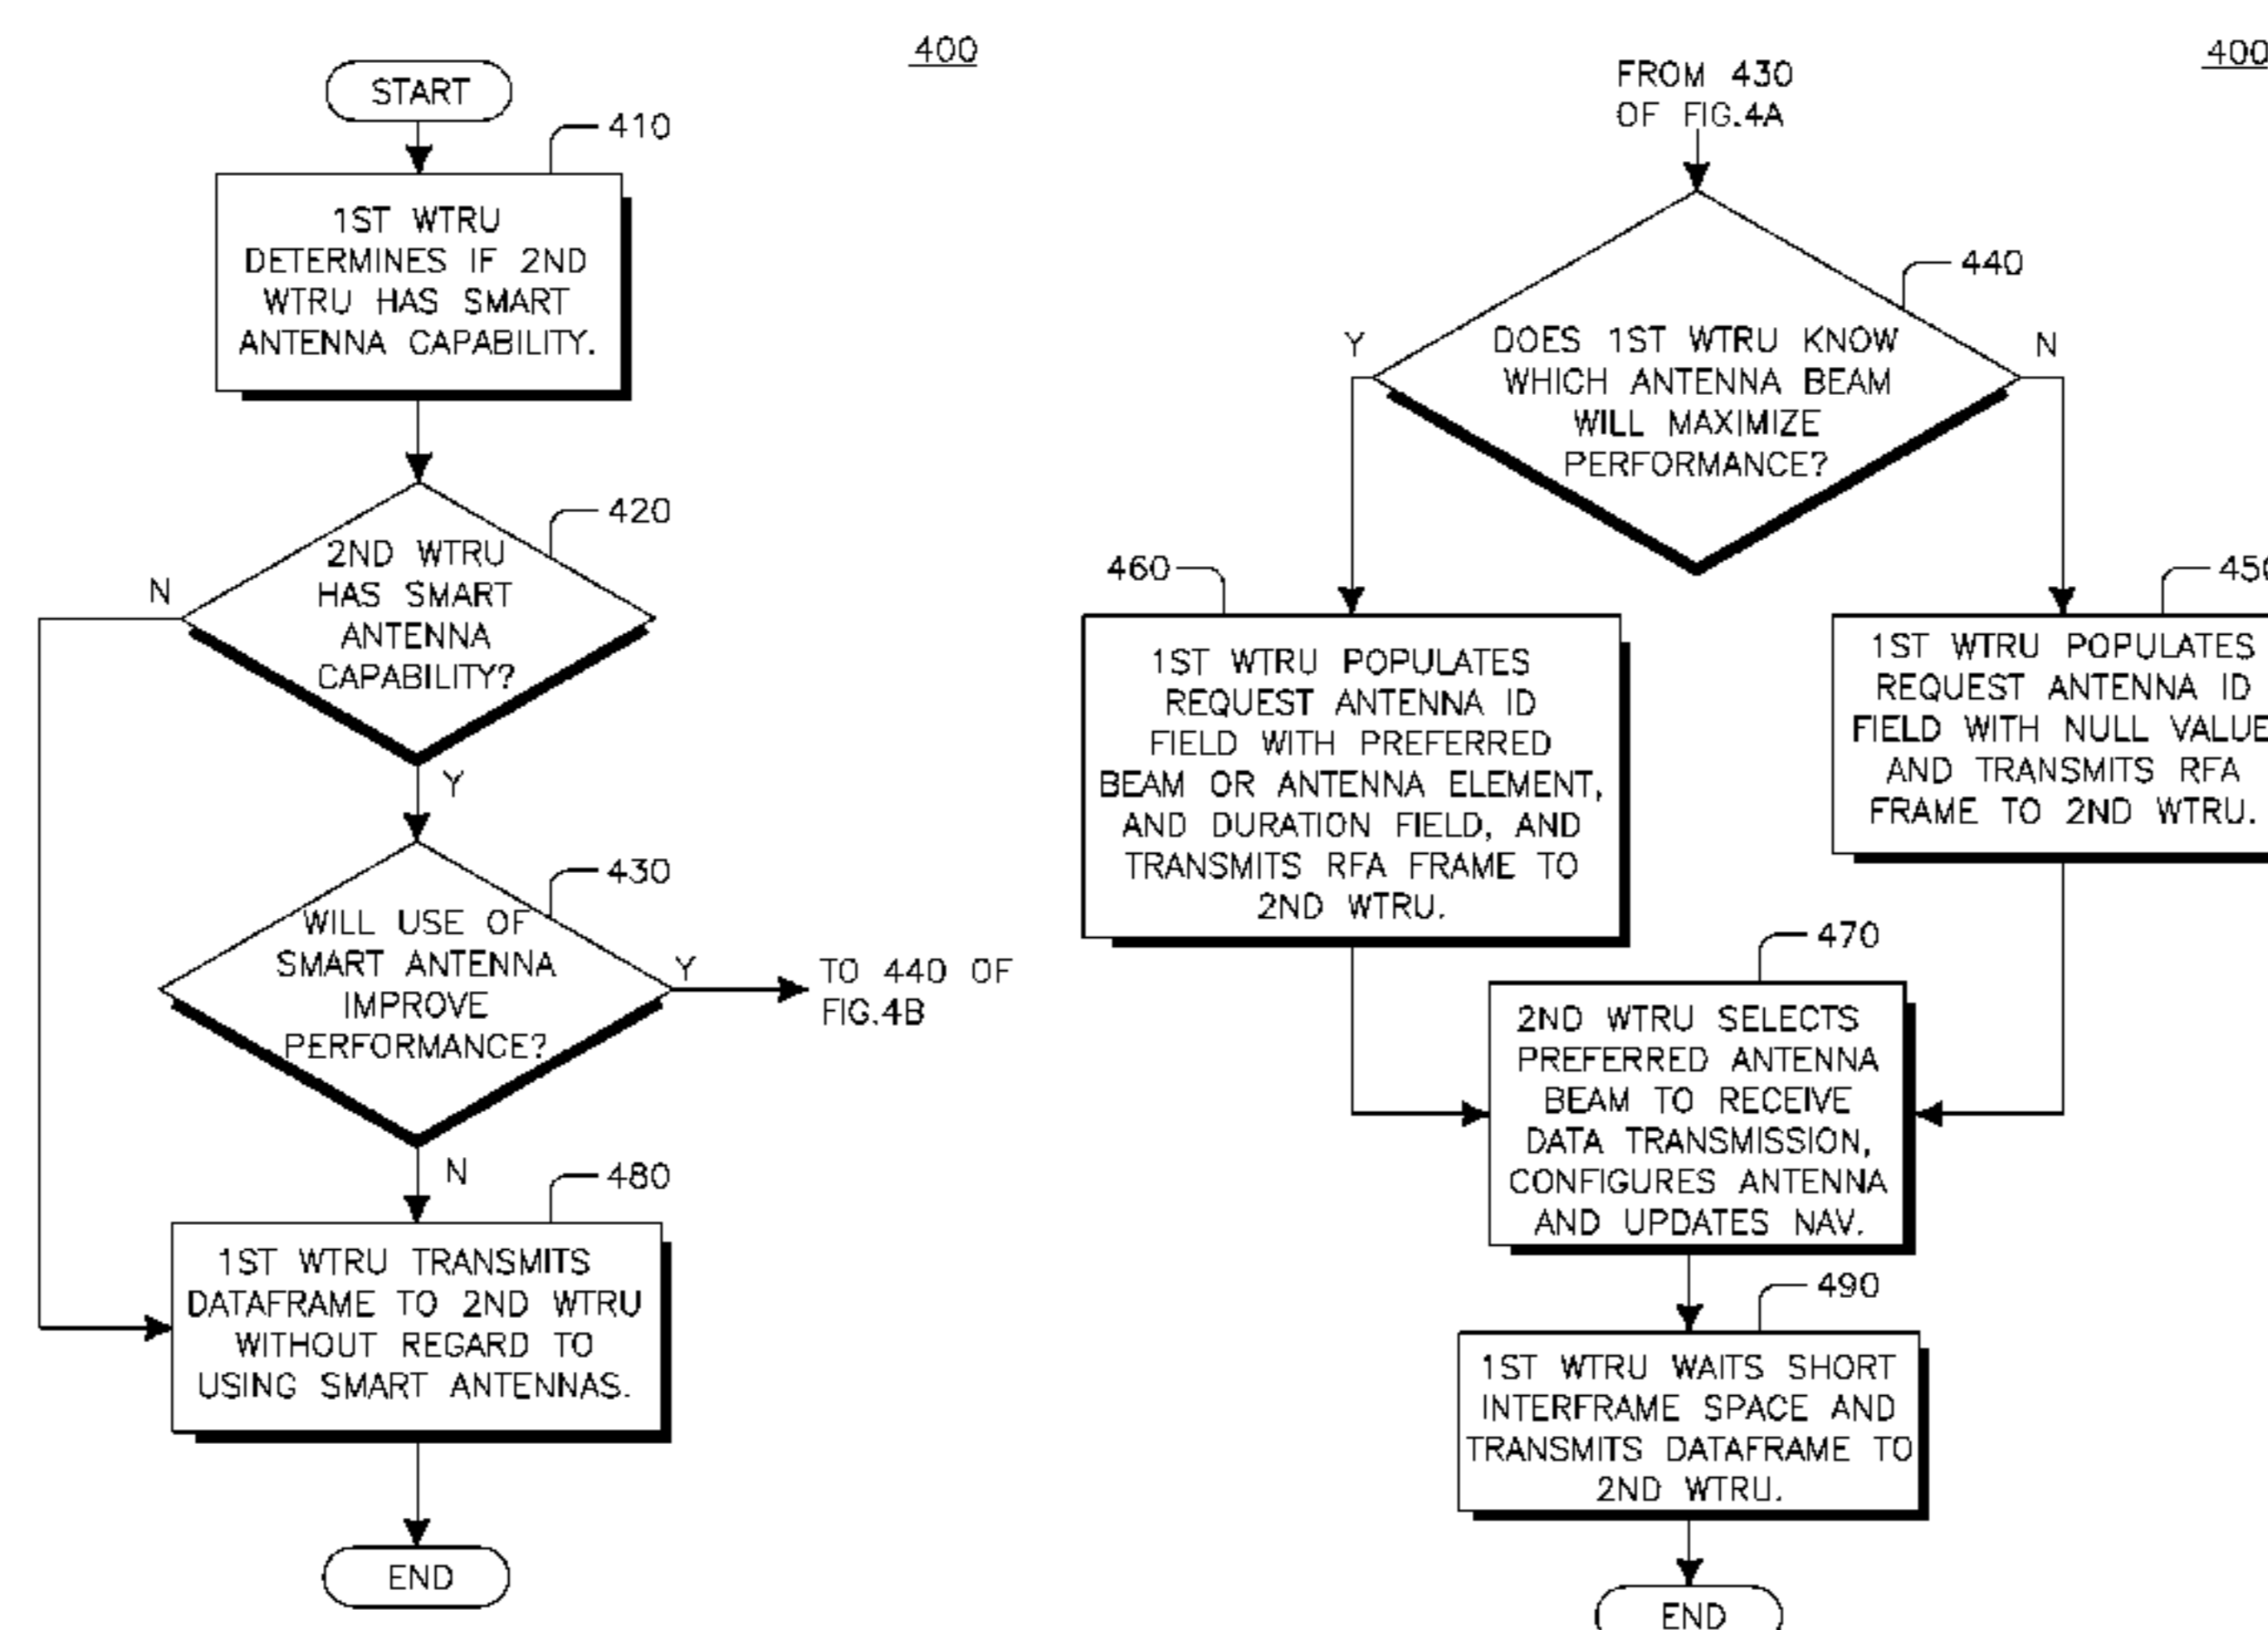 400
START
410
1ST WTRU
DETERMINES IF 2ND
WTRU HAS SMART
ANTENNA CAPABILITY.
420
2ND WTRU
HAS SMART
ANTENNA
CAPABILITY?
N
Y
430
WILL USE OF
SMART ANTENNA
IMPROVE
PERFORMANCE?
Y
TO 440 OF
FIG.4B
N
480
1ST WTRU TRANSMITS
DATAFRAME TO 2ND WTRU
WITHOUT REGARD TO
USING SMART ANTENNAS.
END
400
FROM 430
OF FIG.4A
440
DOES 1ST WTRU KNOW
WHICH ANTENNA BEAM
WILL MAXIMIZE
PERFORMANCE?
Y
N
460
1ST WTRU POPULATES
REQUEST ANTENNA ID
FIELD WITH PREFERRED
BEAM OR ANTENNA ELEMENT,
AND DURATION FIELD, AND
TRANSMITS RFA FRAME TO
2ND WTRU.
450
1ST WTRU POPULATES
REQUEST ANTENNA ID
FIELD WITH NULL VALUE
AND TRANSMITS RFA
FRAME TO 2ND WTRU.
470
2ND WTRU SELECTS
PREFERRED ANTENNA
BEAM TO RECEIVE
DATA TRANSMISSION,
CONFIGURES ANTENNA
AND UPDATES NAV.
490
1ST WTRU WAITS SHORT
INTERFRAME SPACE AND
TRANSMITS DATAFRAME TO
2ND WTRU.
END